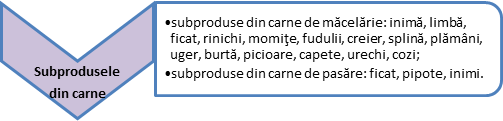 Subprodusele
din carne
•subproduse din carne de măcelărie: inimă, limbă,
ficat, rinichi, momiţe, fudulii, creier, splină, plămâni,
uger, burtă, picioare, capete, urechi, cozi;
•subproduse din carne de pasăre: ficat, pipote, inimi.